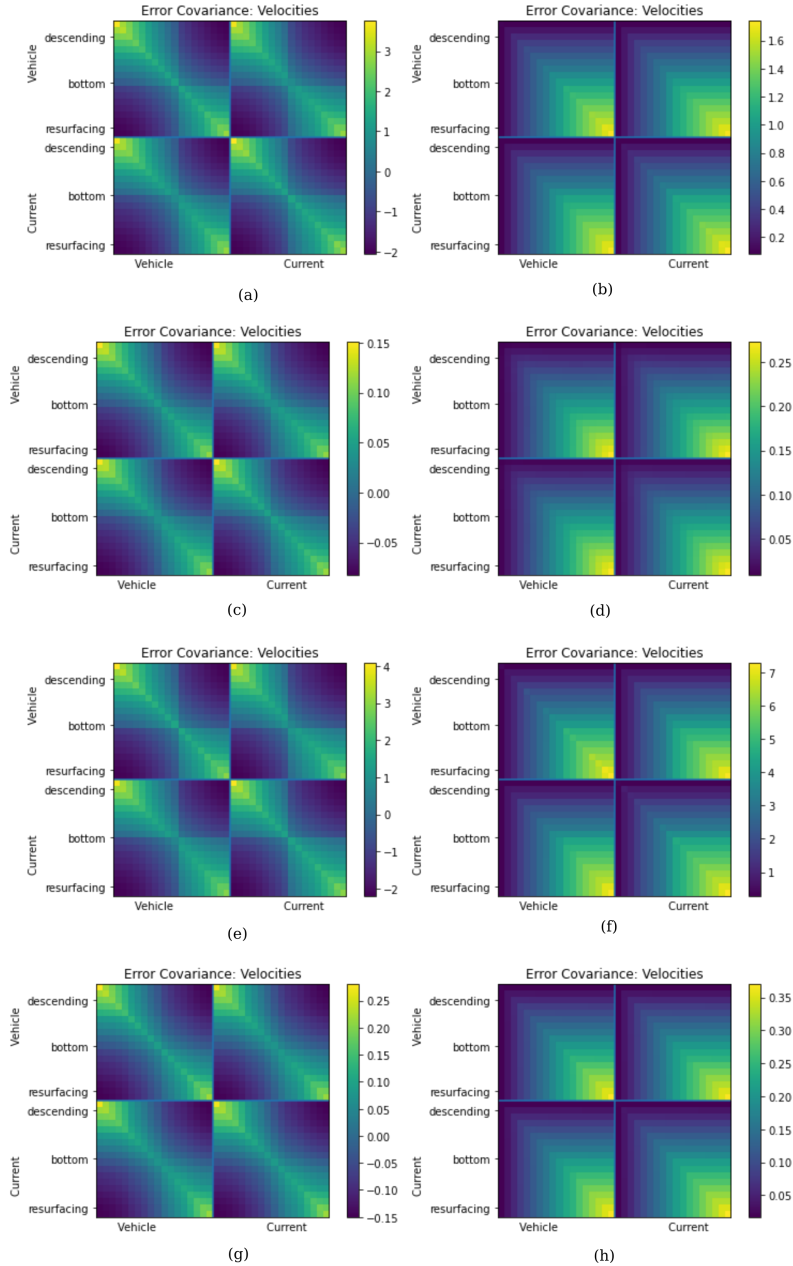 Error Covariance: Velocities
Vehicle
descending
bottom
resurfacing
Current
descending
bottom
resurfacing
Vehicle
Current
3
2
1
0
−1
−2
(a)
Error Covariance: Velocities
Vehicle
descending
bottom
resurfacing
Current
descending
bottom
resurfacing
Vehicle
Current
1.6
1.4
1.2
1.0
0.8
0.6
0.4
0.2
(b)
Error Covariance: Velocities
Vehicle
descending
bottom
resurfacing
Current
descending
bottom
resurfacing
Vehicle
Current
0.15
0.10
0.05
0.00
−0.05
(c)
Error Covariance: Velocities
Vehicle
descending
bottom
resurfacing
Current
descending
bottom
resurfacing
Vehicle
Current
0.25
0.20
0.15
0.10
0.05
(d)
Error Covariance: Velocities
Vehicle
descending
bottom
resurfacing
Current
descending
bottom
resurfacing
Vehicle
Current
4
3
2
1
0
−1
−2
(e)
Error Covariance: Velocities
Vehicle
descending
bottom
resurfacing
Current
descending
bottom
resurfacing
Vehicle
Current
7
6
5
4
3
2
1
(f)
Error Covariance: Velocities
Vehicle
descending
bottom
resurfacing
Current
descending
bottom
resurfacing
Vehicle
Current
0.25
0.20
0.15
0.10
0.05
0.00
−0.05
−0.10
−0.15
(g)
Error Covariance: Velocities
Vehicle
descending
bottom
resurfacing
Current
descending
bottom
resurfacing
Vehicle
Current
0.35
0.30
0.25
0.20
0.15
0.10
0.05
(h)